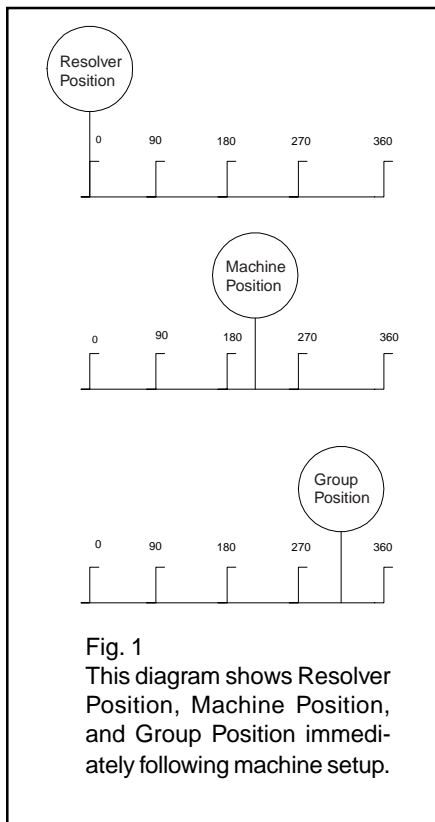 Resolver
Position
0 90 180 270 360
Machine
Position
0 90 180 270 360
Group
Position
0 90 180 270 360
Fig. 1
This diagram shows Resolver
Position, Machine Position,
and Group Position immedi-
ately following machine setup.